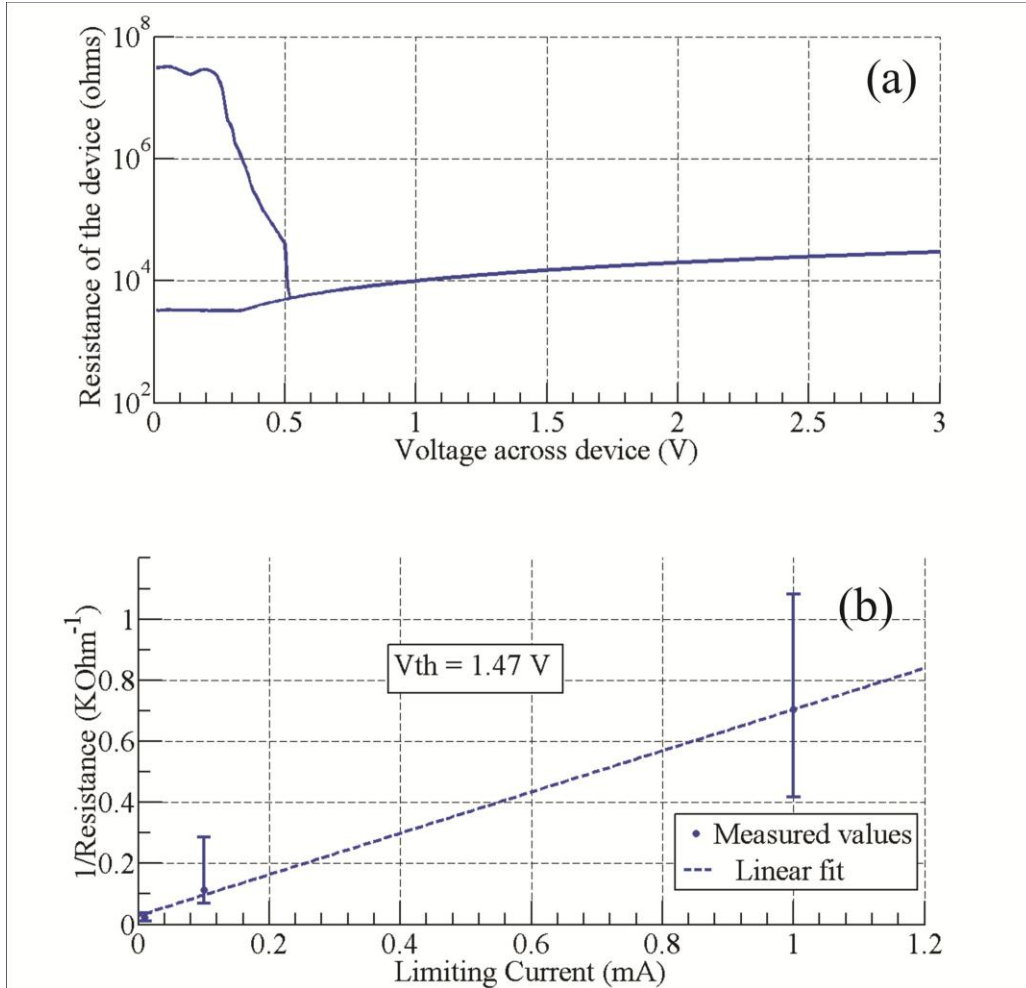 (a)
Resistance of the device (ohms)
10^8
10^6
10^4
10^2
0 0.5 1 1.5 2 2.5 3
Voltage across device (V)
(b)
1/Resistance (KOhm^-1)
1
0.8
0.6
0.4
0.2
0
Vth = 1.47 V
Measured values
Linear fit
0 0.2 0.4 0.6 0.8 1 1.2
Limiting Current (mA)